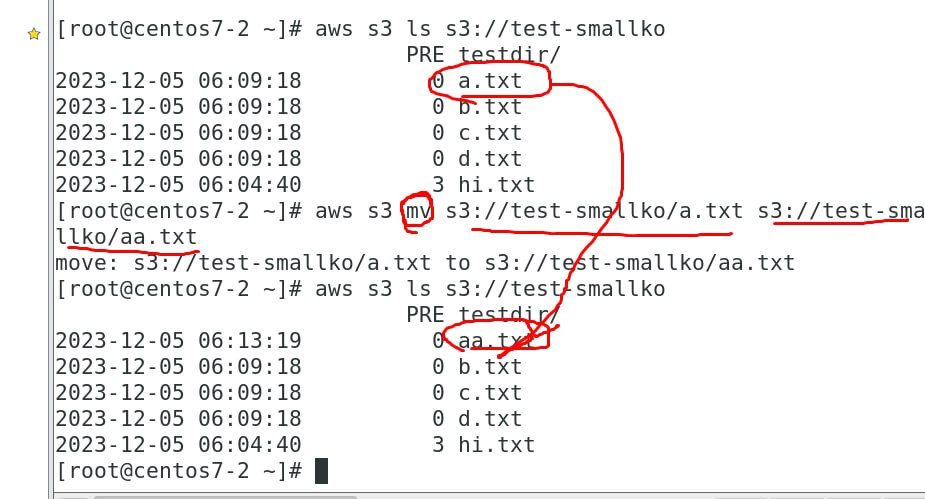 [root@centos7-2 ~]# aws s3 ls s3://test-smallko
PRE testdir/
2023-12-05 06:09:18 0 a.txt
2023-12-05 06:09:18 0 b.txt
2023-12-05 06:09:18 0 c.txt
2023-12-05 06:09:18 0 d.txt
2023-12-05 06:04:40 3 hi.txt
[root@centos7-2 ~]# aws s3 mv s3://test-smallko/a.txt s3://test-sma
llko/aa.txt
move: s3://test-smallko/a.txt to s3://test-smallko/aa.txt
[root@centos7-2 ~]# aws s3 ls s3://test-smallko
PRE testdir/
2023-12-05 06:13:19 0 aa.txt
2023-12-05 06:09:18 0 b.txt
2023-12-05 06:09:18 0 c.txt
2023-12-05 06:09:18 0 d.txt
2023-12-05 06:04:40 3 hi.txt
[root@centos7-2 ~]#